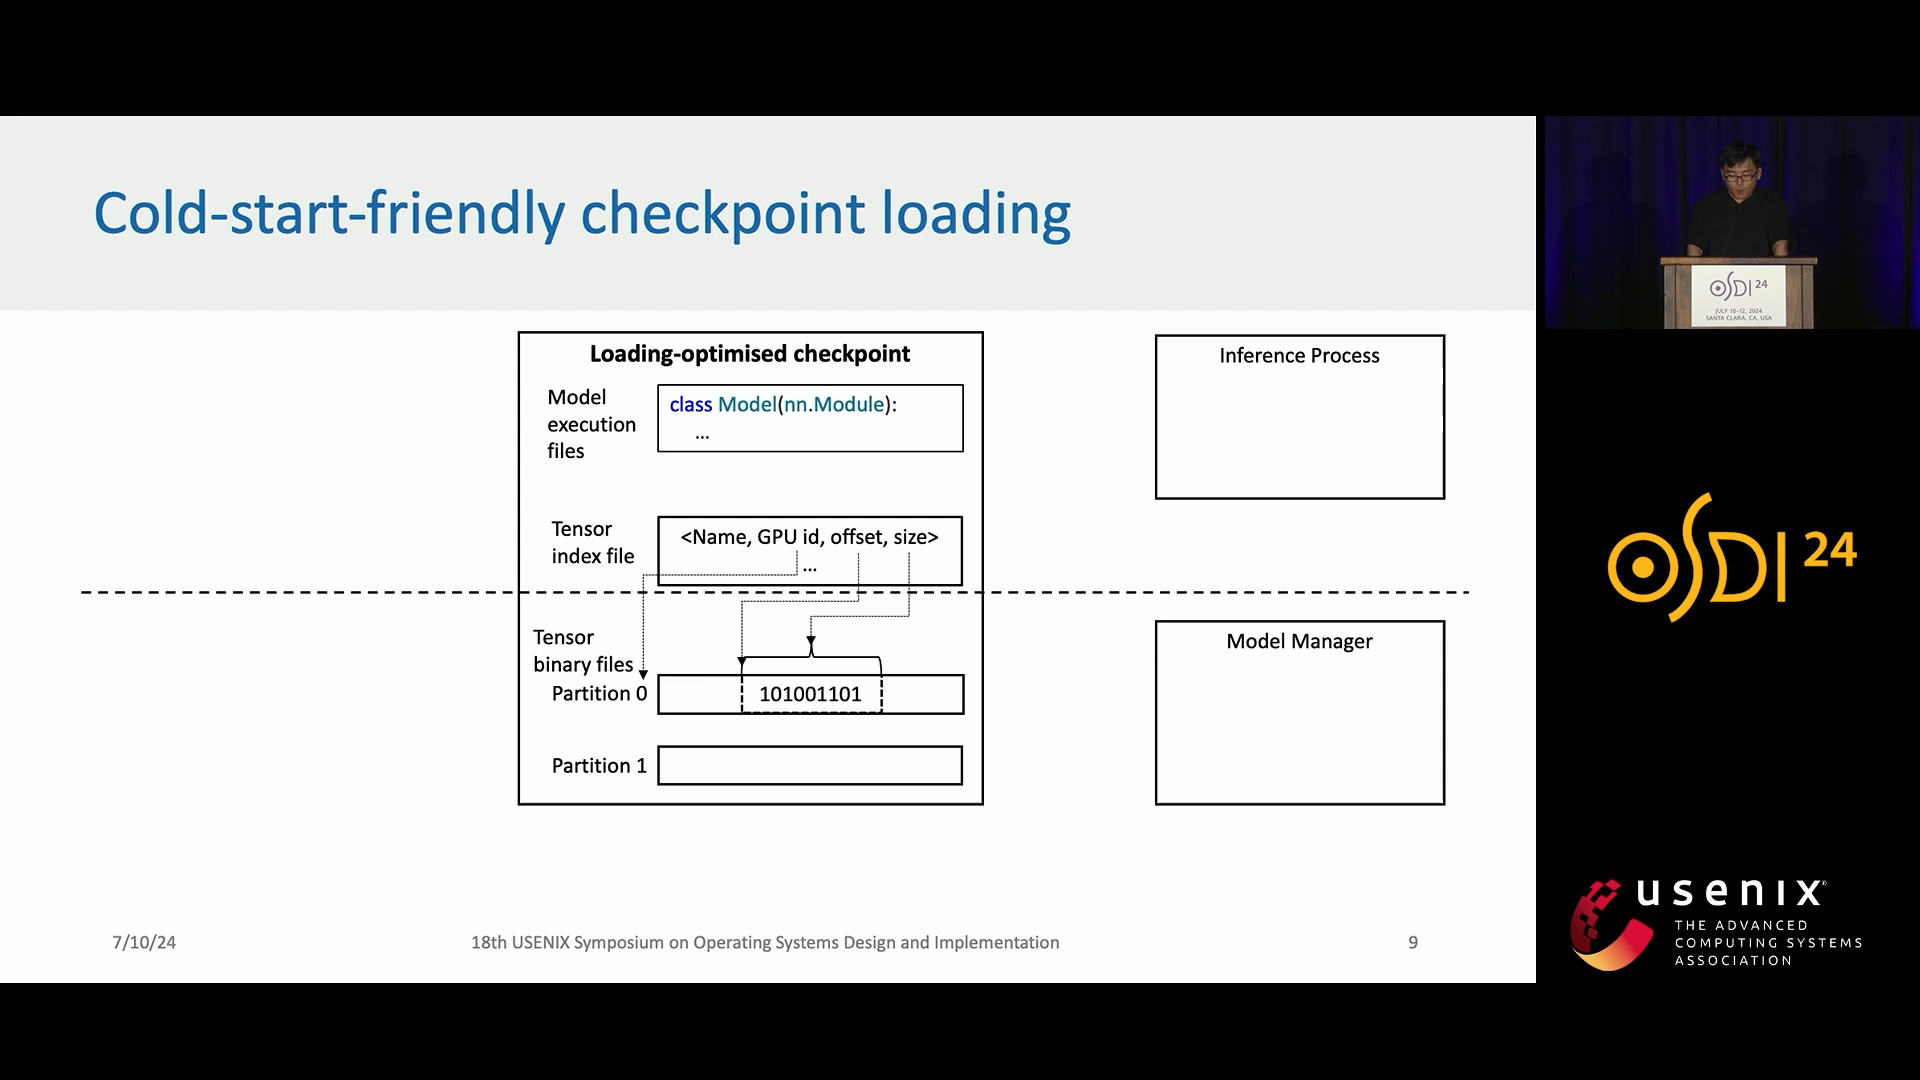 Cold-start-friendly checkpoint loading
Loading-optimised checkpoint
Model
execution
files
class Model(nn.Module):
...
Tensor
index file
<Name, GPU id, offset, size>
...
Tensor
binary files
Partition 0
101001101
Partition 1
Inference Process
Model Manager
7/10/24
18th USENIX Symposium on Operating Systems Design and Implementation
9
OSDI 24
JULY 10–12, 2024
SANTA CLARA, CA, USA
OSDI 24
usenix
THE ADVANCED
COMPUTING SYSTEMS
ASSOCIATION